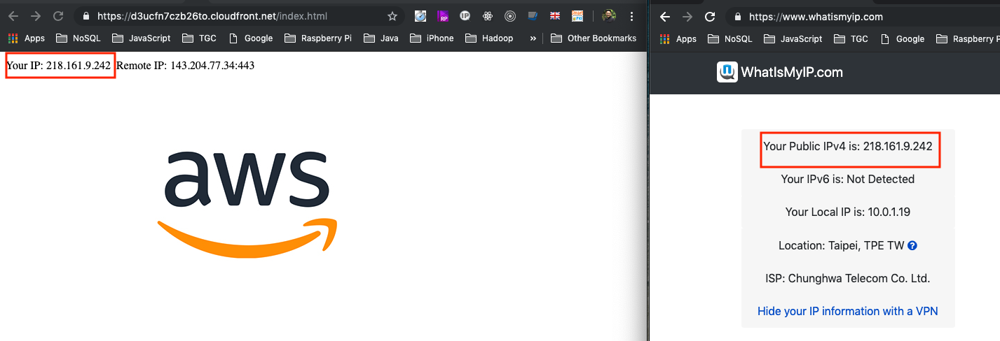 https://d3ucfn7czb26to.cloudfront.net/index.html
RP
IP
Smart
Apps NoSQL JavaScript TGC Google Raspberry Pi Java iPhone Hadoop » Other Bookmarks
Your IP: 218.161.9.242 Remote IP: 143.204.77.34:443
aws
https://www.whatismyip.com
Apps NoSQL JavaScript TGC Google Raspberry P
WhatIsMyIP.com
Your Public IPv4 is: 218.161.9.242
Your IPv6 is: Not Detected
Your Local IP is: 10.0.1.19
Location: Taipei, TPE TW ?
ISP: Chunghwa Telecom Co. Ltd.
Hide your IP information with a VPN